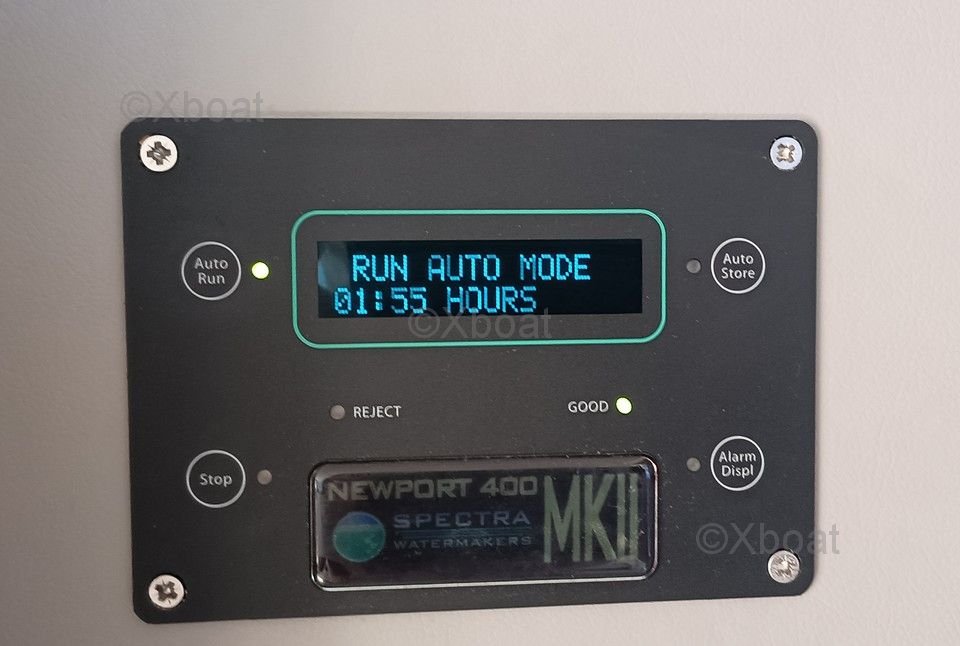 ©Xboat
Auto
Run
RUN AUTO MODE
01:55 HOURS
Auto
Store
©Xboat
REJECT
GOOD
Stop
Alarm
Displ
NEWPORT 400
MKII
SPECTRA
WATERMAKERS
©Xboat